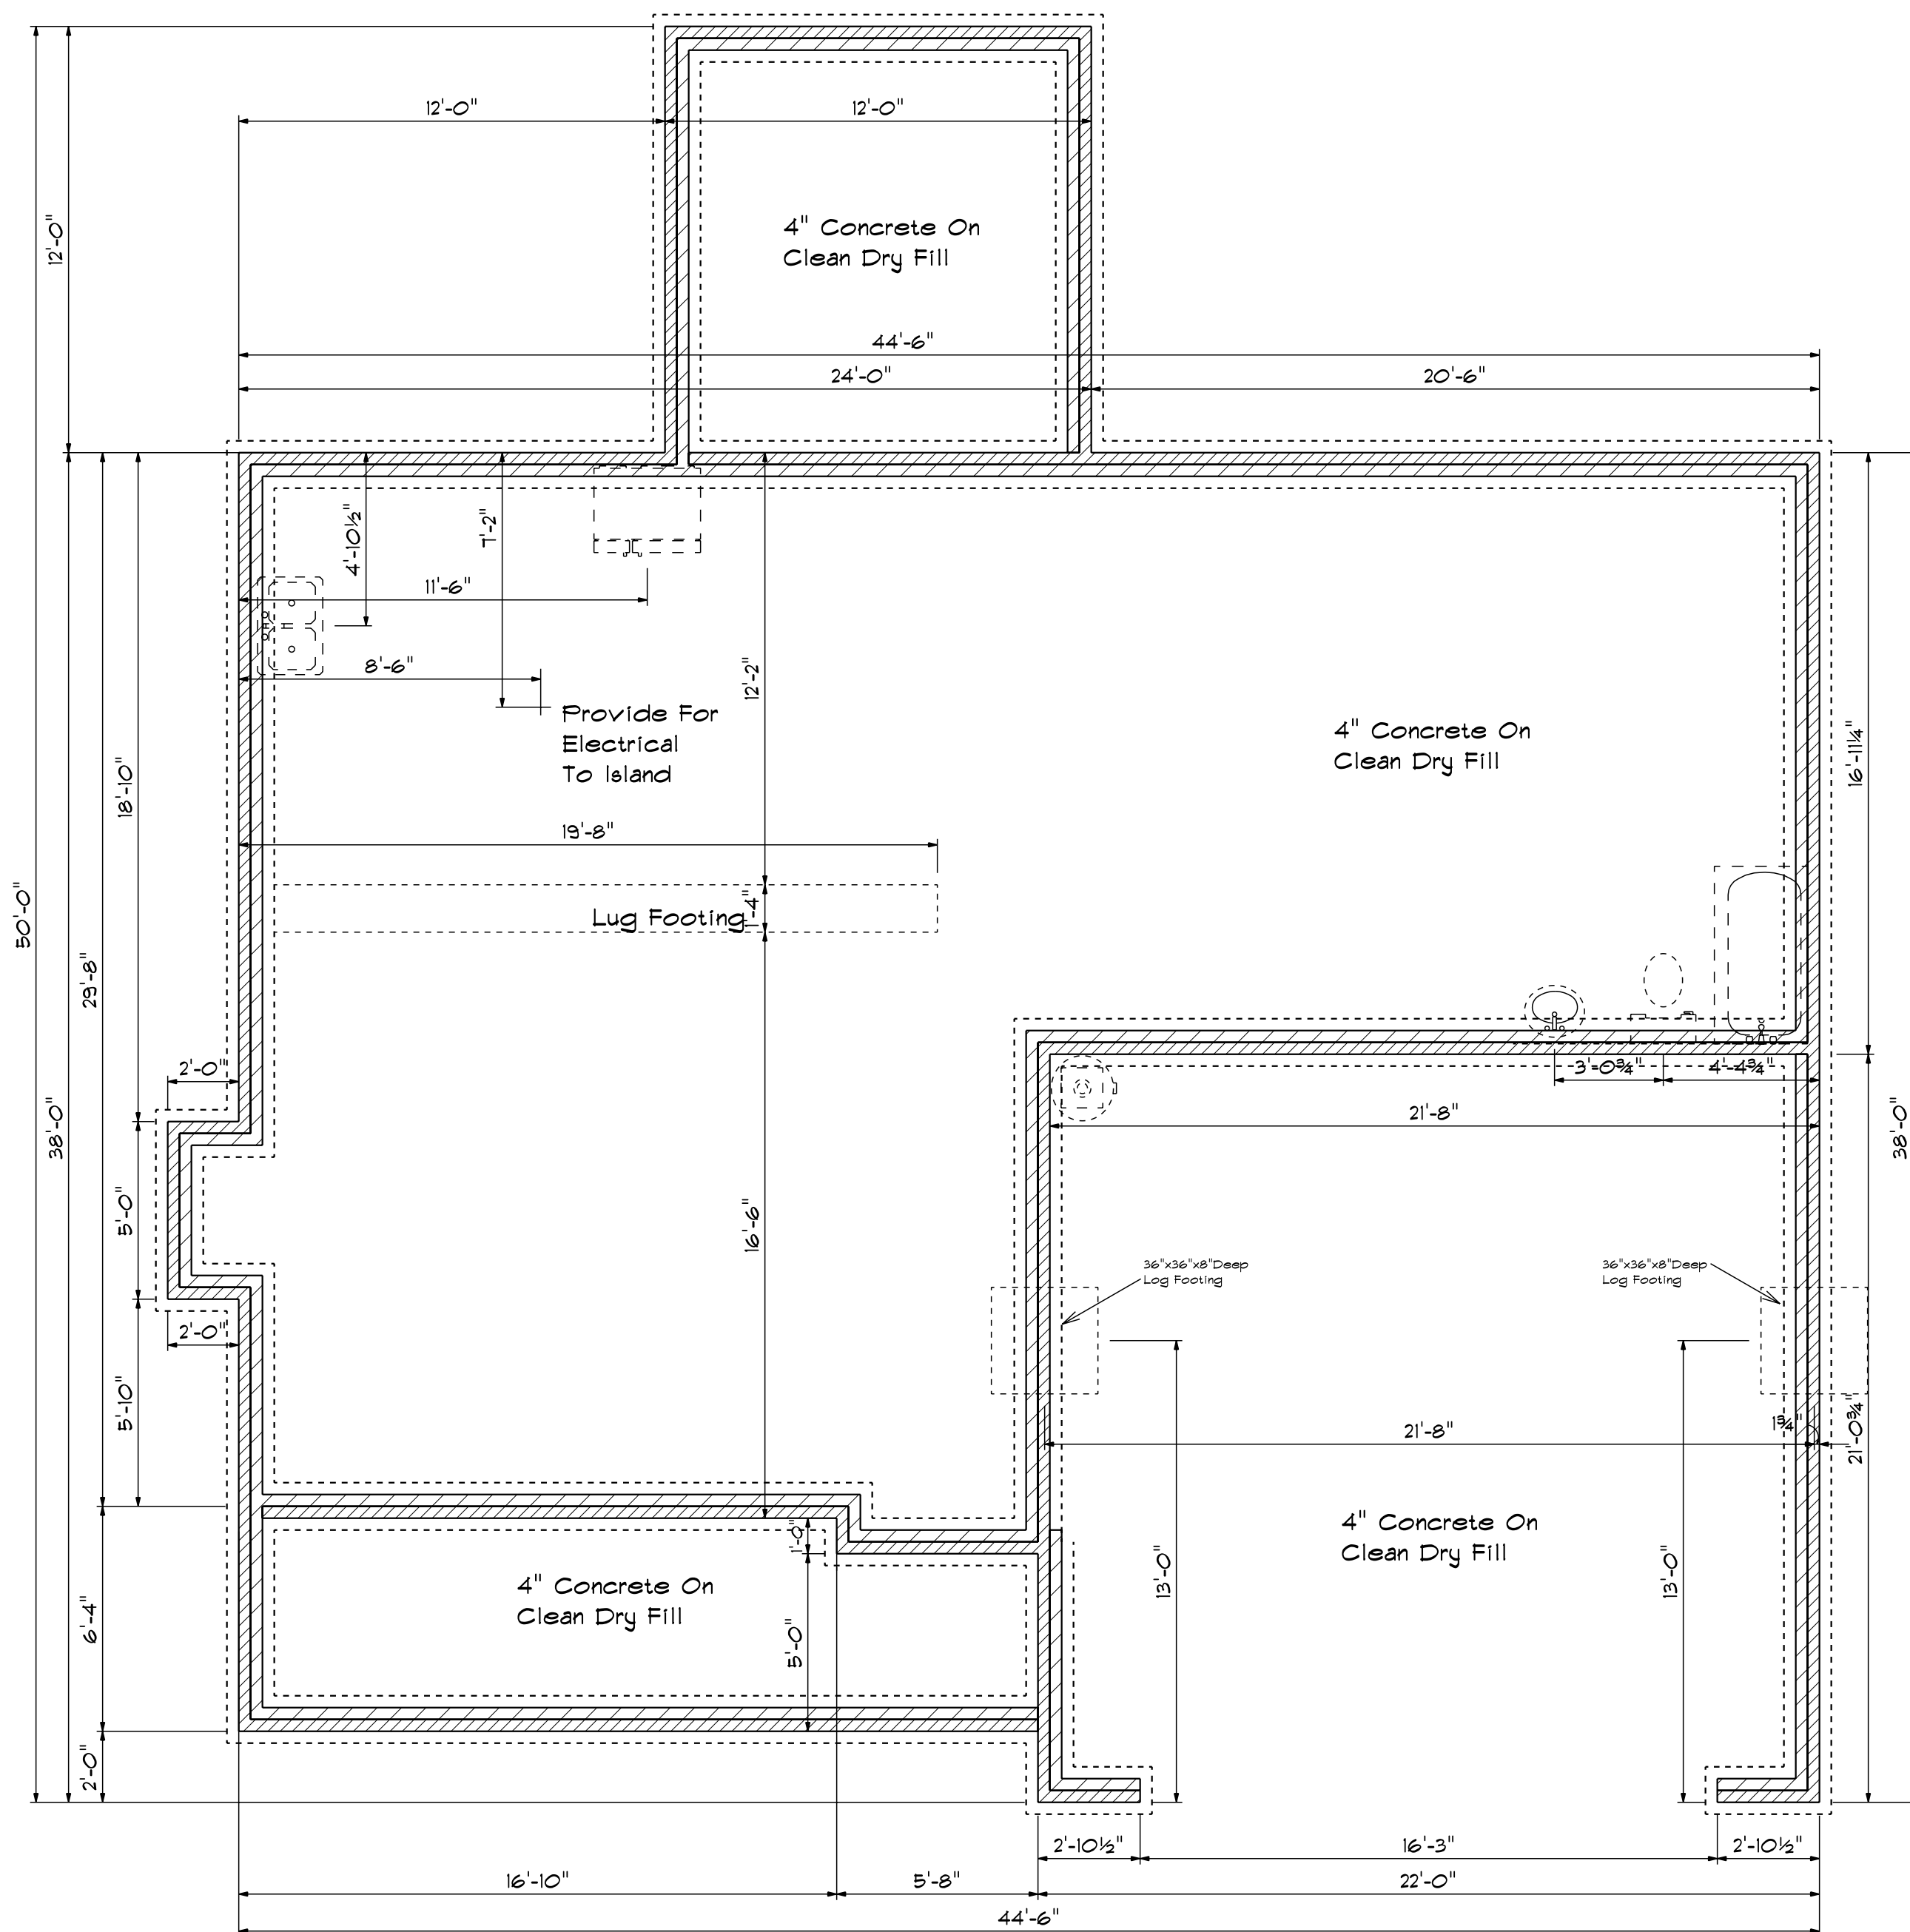 12'-0"
12'-0"
12'-0"
4" Concrete On
Clean Dry Fill
44'-6"
24'-0"
20'-6"
4'-10½"
7'-2"
11'-6"
8'-6"
12'-2"
Provide For
Electrical
To Island
4" Concrete On
Clean Dry Fill
16'-11¼"
18'-10"
19'-8"
50'-0"
29'-8"
Lug Footing
1'-4"
38'-0"
2'-0"
3'-0¾"
4'-4¾"
21'-8"
38'-0"
5'-0"
16'-6"
36"x36"x8"Deep
Log Footing
36"x36"x8"Deep
Log Footing
2'-0"
5'-10"
21'-8"
1¾"
21'-0¾"
4" Concrete On
Clean Dry Fill
1'-0"
13'-0"
13'-0"
4" Concrete On
Clean Dry Fill
6'-4"
5'-0"
2'-0"
2'-10½"
16'-3"
2'-10½"
16'-10"
5'-8"
22'-0"
44'-6"